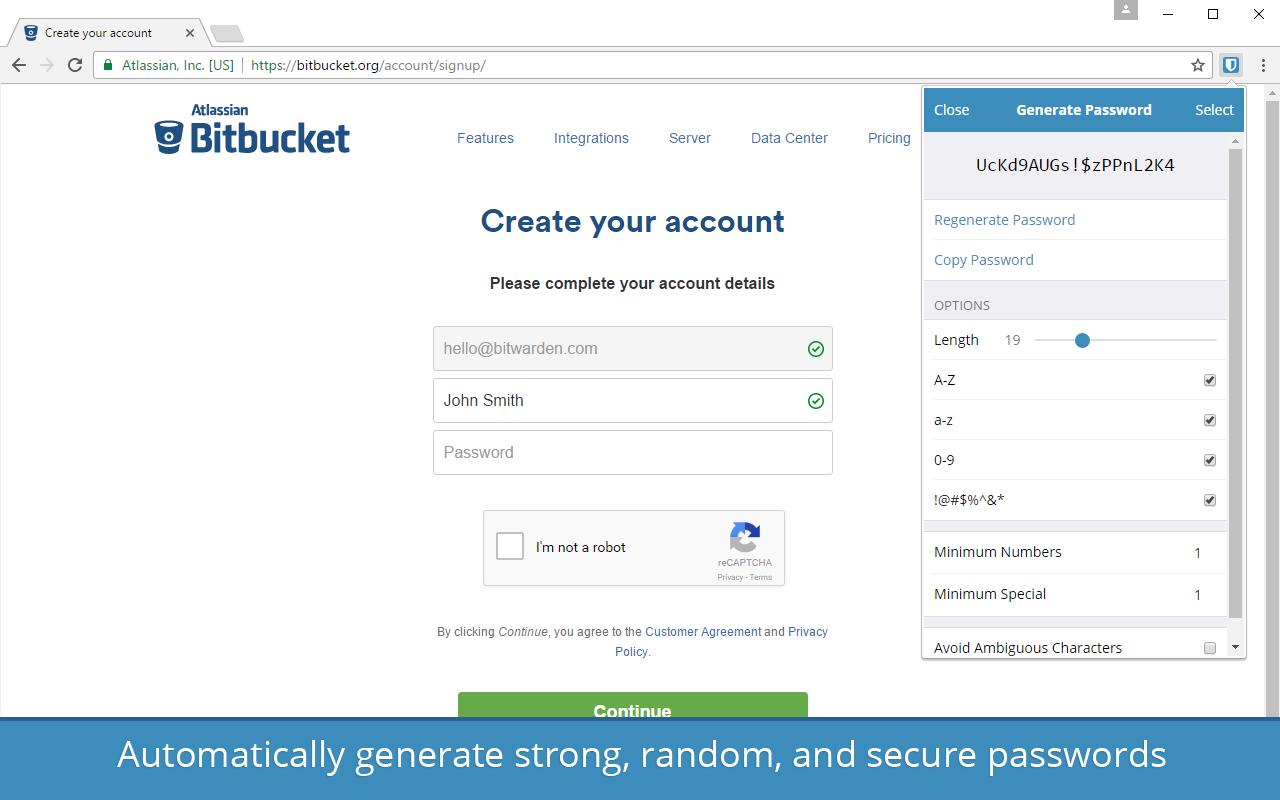 Create your account
Atlassian, Inc. [US] https://bitbucket.org/account/signup/
Atlassian
Bitbucket
Features Integrations Server Data Center Pricing
Create your account
Please complete your account details
hello@bitwarden.com
John Smith
Password
I'm not a robot
reCAPTCHA
Privacy - Terms
By clicking Continue, you agree to the Customer Agreement and Privacy
Policy.
Continue
Close Generate Password Select
UcKd9AUGs!$zPPnL2K4
Regenerate Password
Copy Password
OPTIONS
Length 19
A-Z
a-z
0-9
!@#$%^&*
Minimum Numbers 1
Minimum Special 1
Avoid Ambiguous Characters
Automatically generate strong, random, and secure passwords